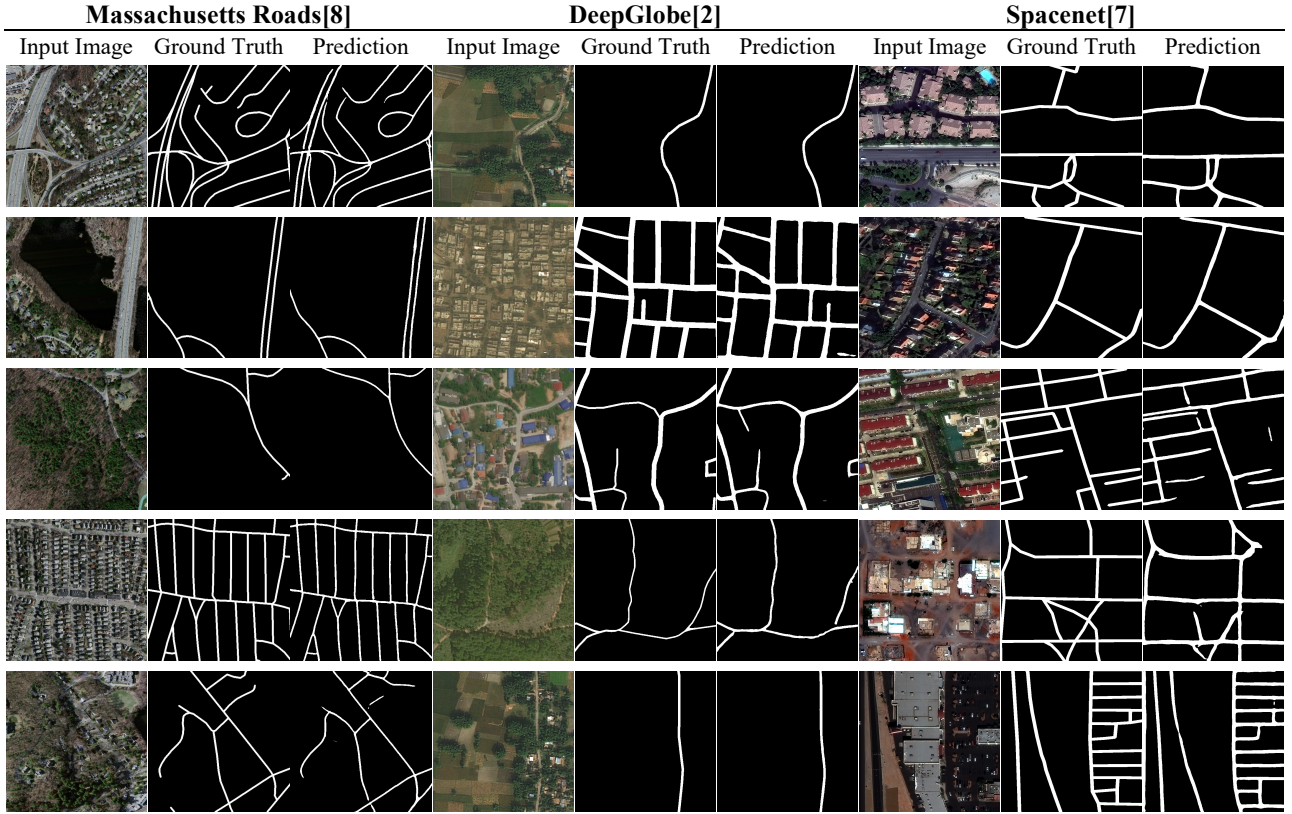 Massachusetts Roads[8] DeepGlobe[2] Spacenet[7]
Input Image Ground Truth Prediction Input Image Ground Truth Prediction Input Image Ground Truth Prediction